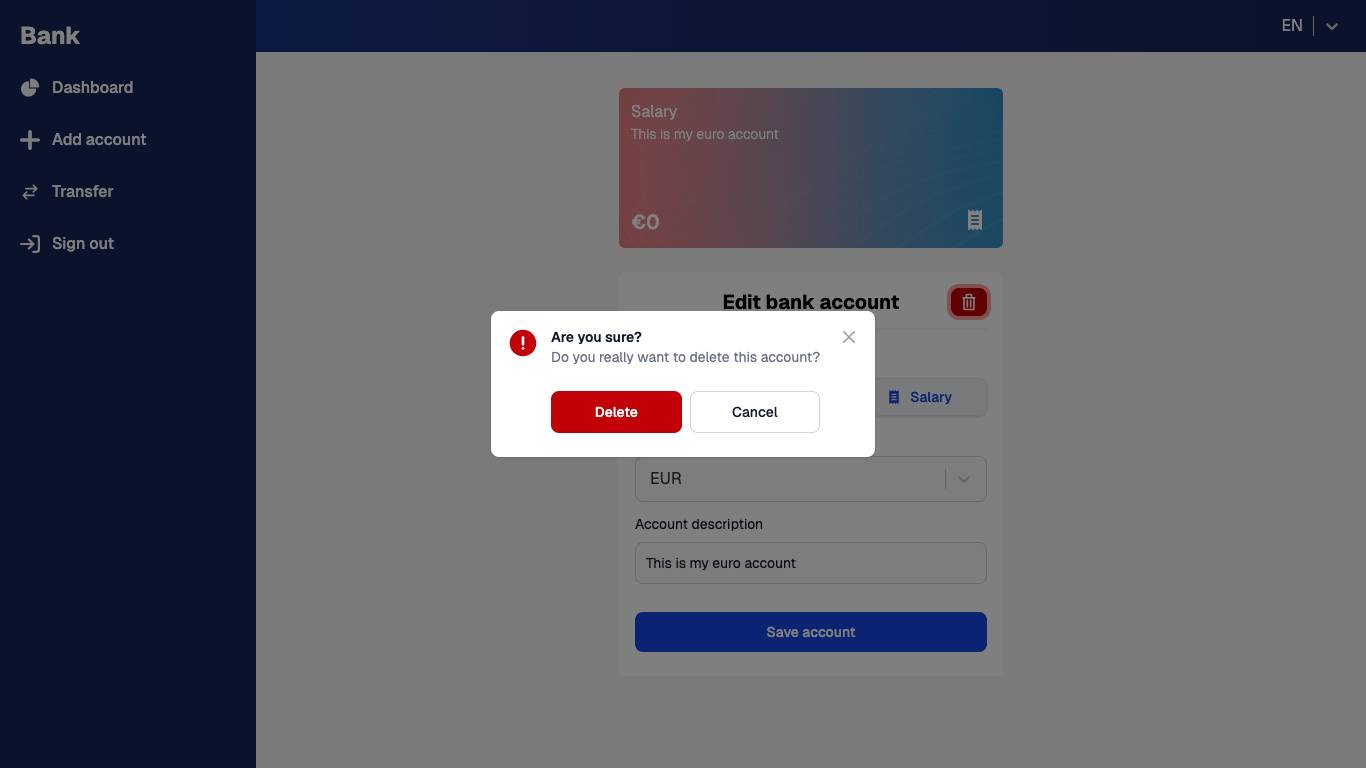 Bank
Dashboard
Add account
Transfer
Sign out
EN
Salary
This is my euro account
€0
Edit bank account
Are you sure?
Do you really want to delete this account?
Delete
Cancel
Salary
EUR
Account description
This is my euro account
Save account